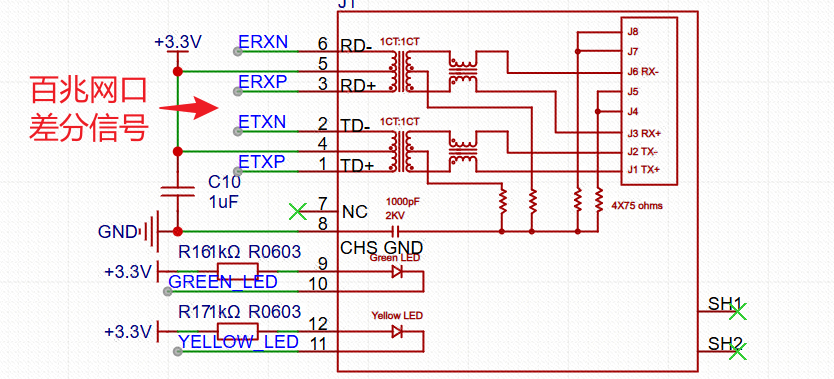 J1
+3.3V
ERXN
6
RD-
1CT:1CT
J8
J7
5
J6 RX-
百兆网口
差分信号
ERXP
3
RD+
J5
J4
ETXN
2
TD-
1CT:1CT
J3 RX+
4
J2 TX-
ETXP
1
TD+
J1 TX+
C10
1uF
7
NC
1000pF
2KV
4X75 ohms
GND
8
CHS GND
R16 1kΩ R0603
Green LED
+3.3V
9
GREEN_LED
10
SH1
R17 1kΩ R0603
Yellow LED
+3.3V
12
YELLOW_LED
11
SH2